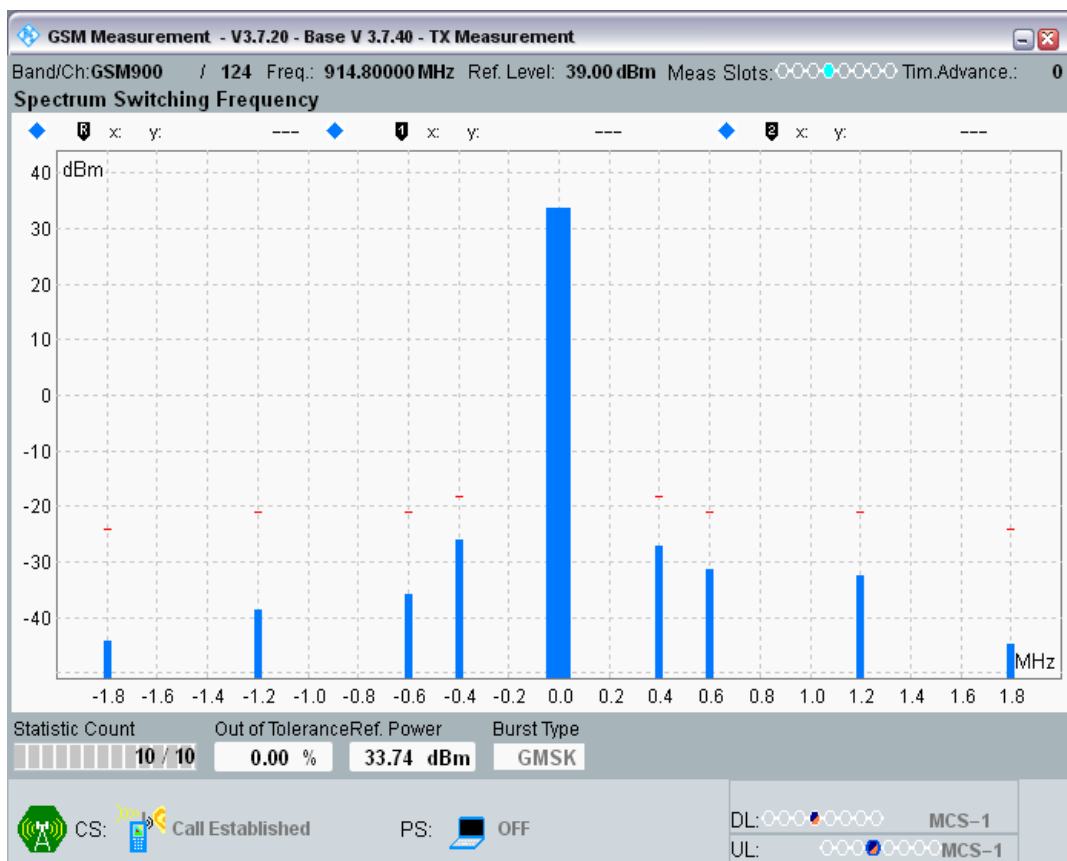 GSM Measurement - V3.7.20 - Base V 3.7.40 - TX Measurement
Band/Ch:GSM900 / 124 Freq.: 914.80000 MHz Ref. Level: 39.00 dBm Meas Slots: Tim.Advance.: 0
Spectrum Switching Frequency
R x: y: --- 1 x: y: --- 2 x: y: ---
dBm
40
30
20
10
0
-10
-20
-30
-40
MHz
-1.8 -1.6 -1.4 -1.2 -1.0 -0.8 -0.6 -0.4 -0.2 0.0 0.2 0.4 0.6 0.8 1.0 1.2 1.4 1.6 1.8
Statistic Count Out of Tolerance Ref. Power Burst Type
10 / 10 0.00 % 33.74 dBm GMSK
CS: Call Established PS: OFF
DL: MCS-1
UL: MCS-1